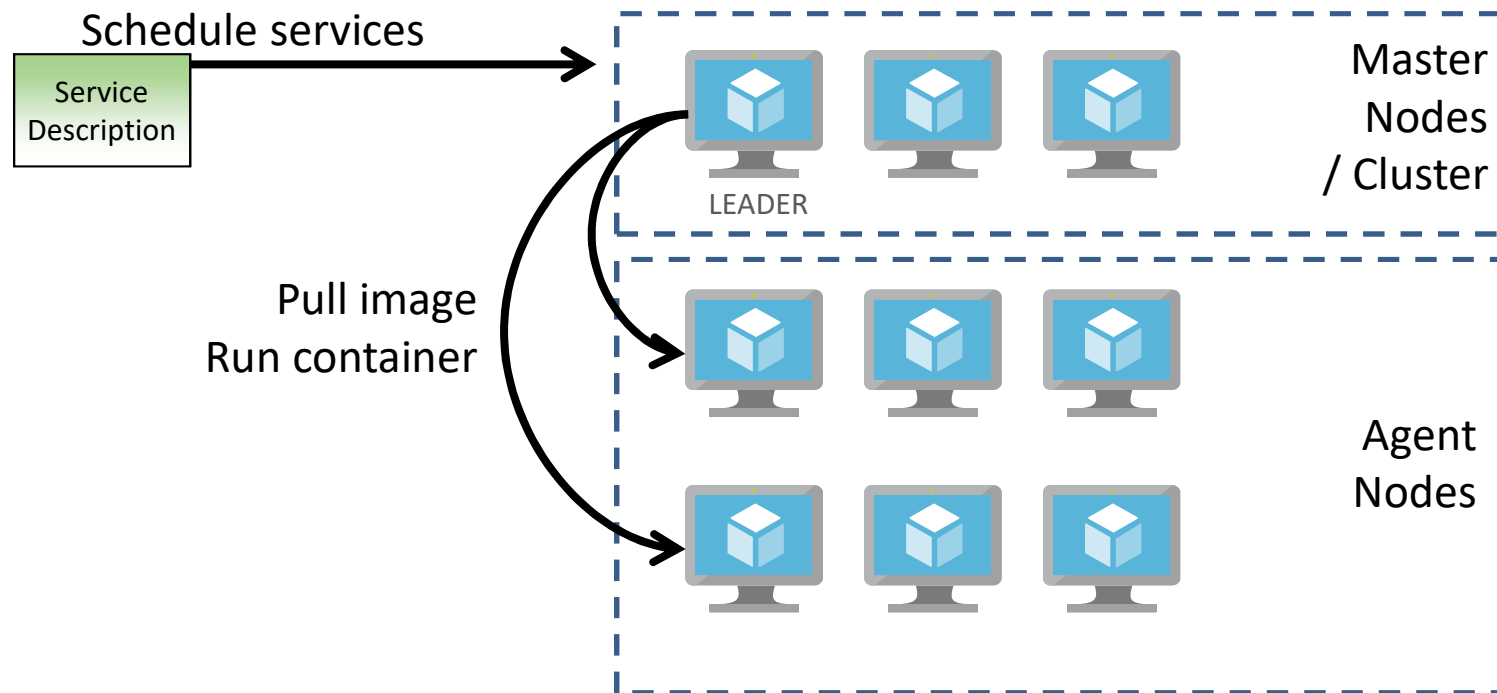 Schedule services
Service
Description
Master
Nodes
/ Cluster
LEADER
Pull image
Run container
Agent
Nodes